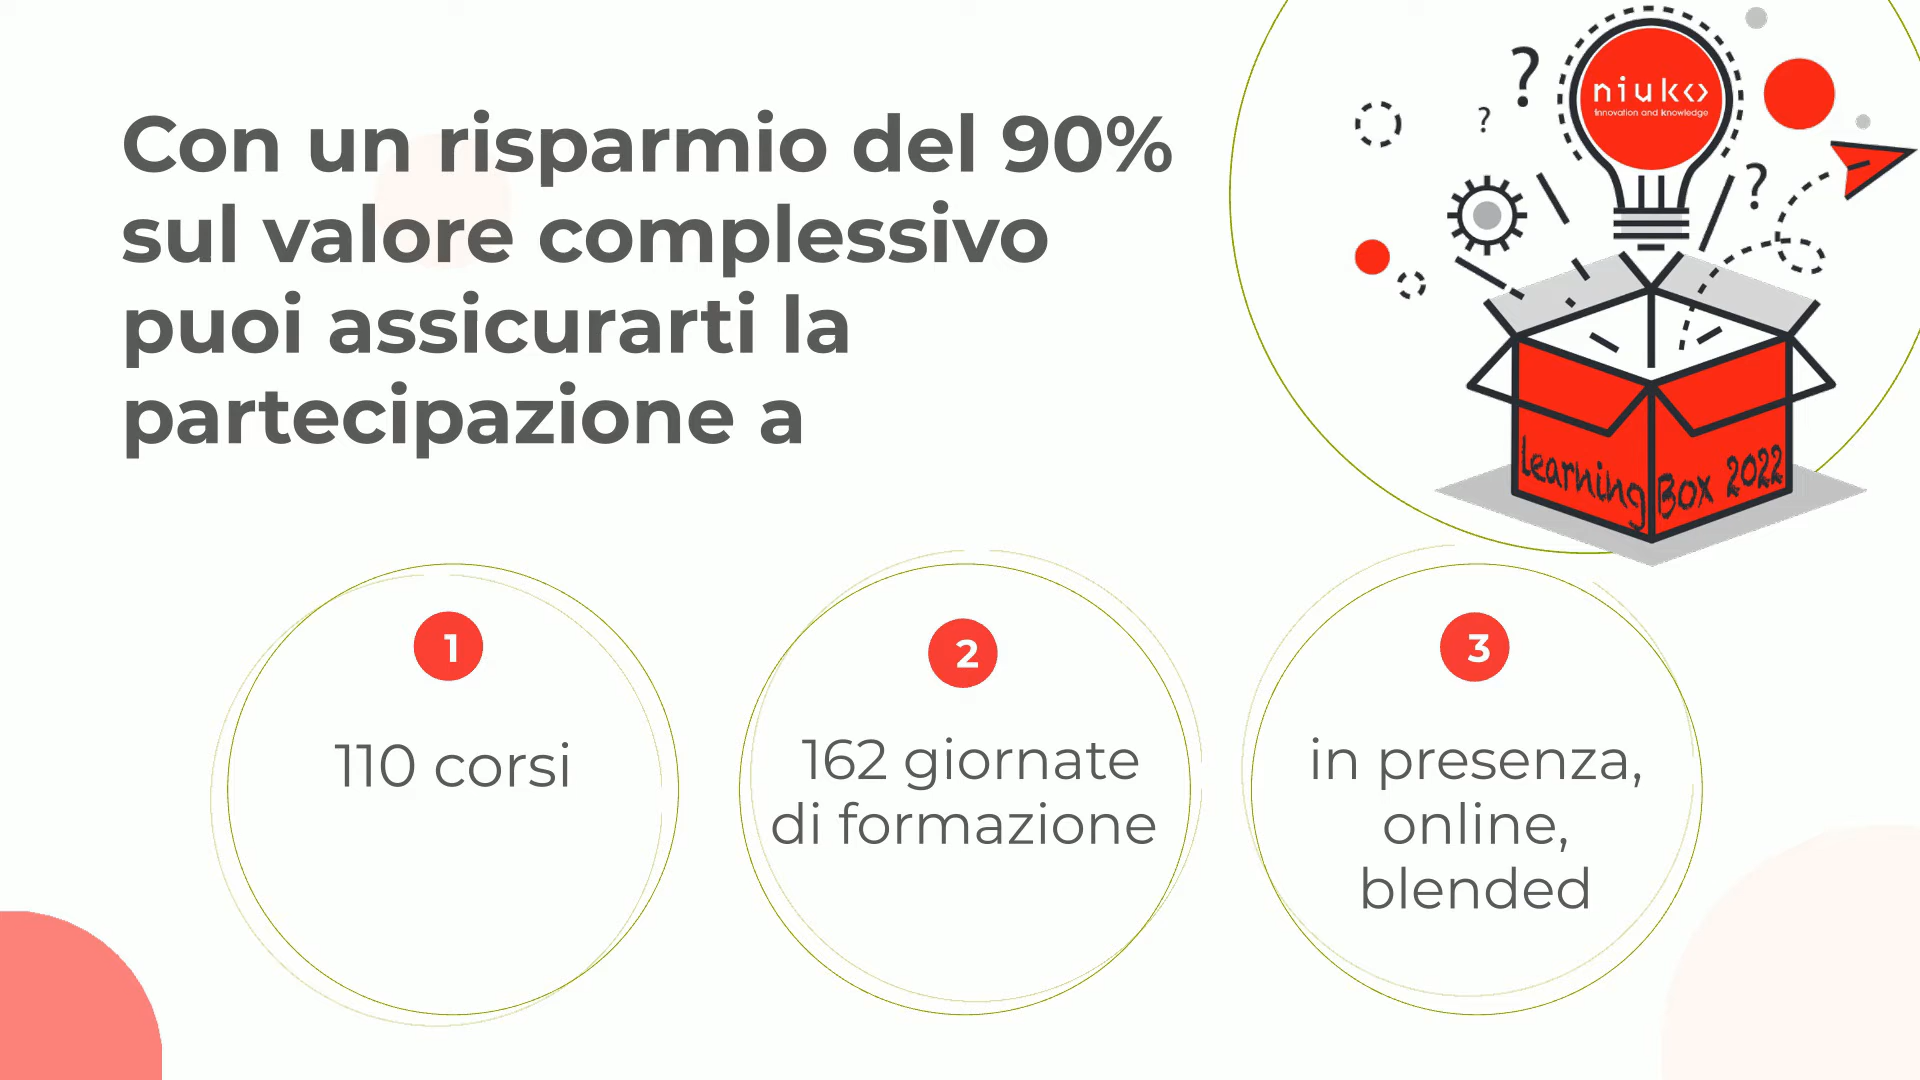 Con un risparmio del 90%
sul valore complessivo
puoi assicurarti la
partecipazione a
niuko
innovation and knowledge
?
?
?
Learning Box 2022
1
110 corsi
2
162 giornate
di formazione
3
in presenza,
online,
blended